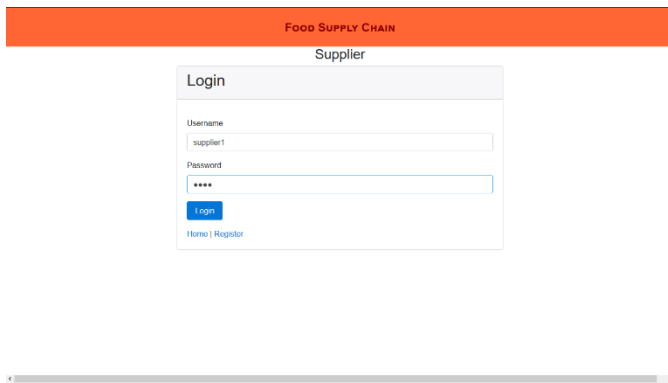 FOOD SUPPLY CHAIN
Supplier
Login
Username
supplier1
Password
••••
Login
Home | Register